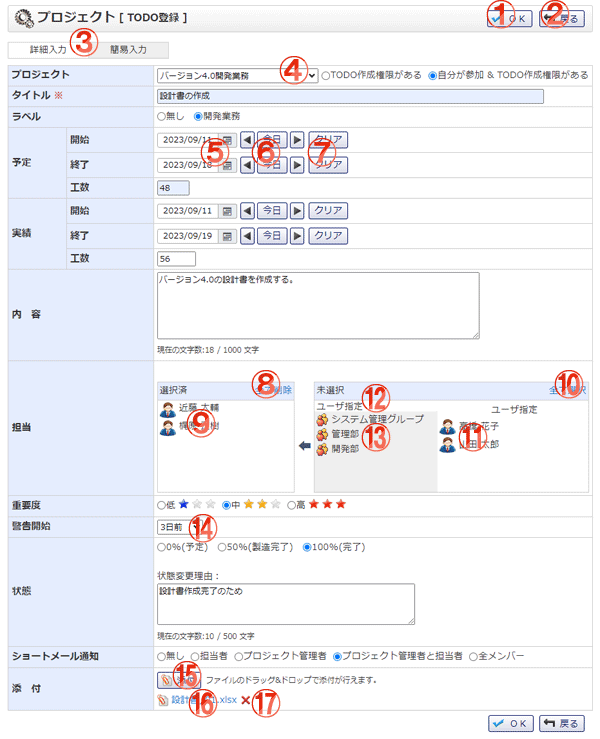 プロジェクト [ TODO登録 ]
① OK ② 戻る
詳細入力 ③ 簡易入力
プロジェクト バージョン4.0開発業務 ④ TODO作成権限がある 自分が参加 & TODO作成権限がある
タイトル ※ 設計書の作成
ラベル 無し 開発業務
予定 開始 2023/09/11 今日 クリア
⑤ ⑥ ⑦
終了 2023/09/18 今日 クリア
工数 48
実績 開始 2023/09/11 今日 クリア
終了 2023/09/19 今日 クリア
工数 56
内 容 バージョン4.0の設計書を作成する。
現在の文字数:18 / 1000 文字
担当
選択済 ⑧ 全て削除 未選択 ⑩ 全て選択
近藤 太輔 ユーザ指定 ⑫ ユーザ指定
⑨ システム管理グループ 花子
樹 管理部 ⑬ ⑪ 山田 太郎
開発部
重要度 低 中 高
警告開始 3日前 ⑭
状態 0%(予定) 50%(製造完了) 100%(完了)
状態変更理由：
設計書作成完了のため
現在の文字数:10 / 500 文字
ショートメール通知 無し 担当者 プロジェクト管理者 プロジェクト管理者と担当者 全メンバー
添 付 ⑮ ファイルのドラッグ&ドロップで添付が行えます。
設計書 ⑯ .xlsx ⑰
OK 戻る